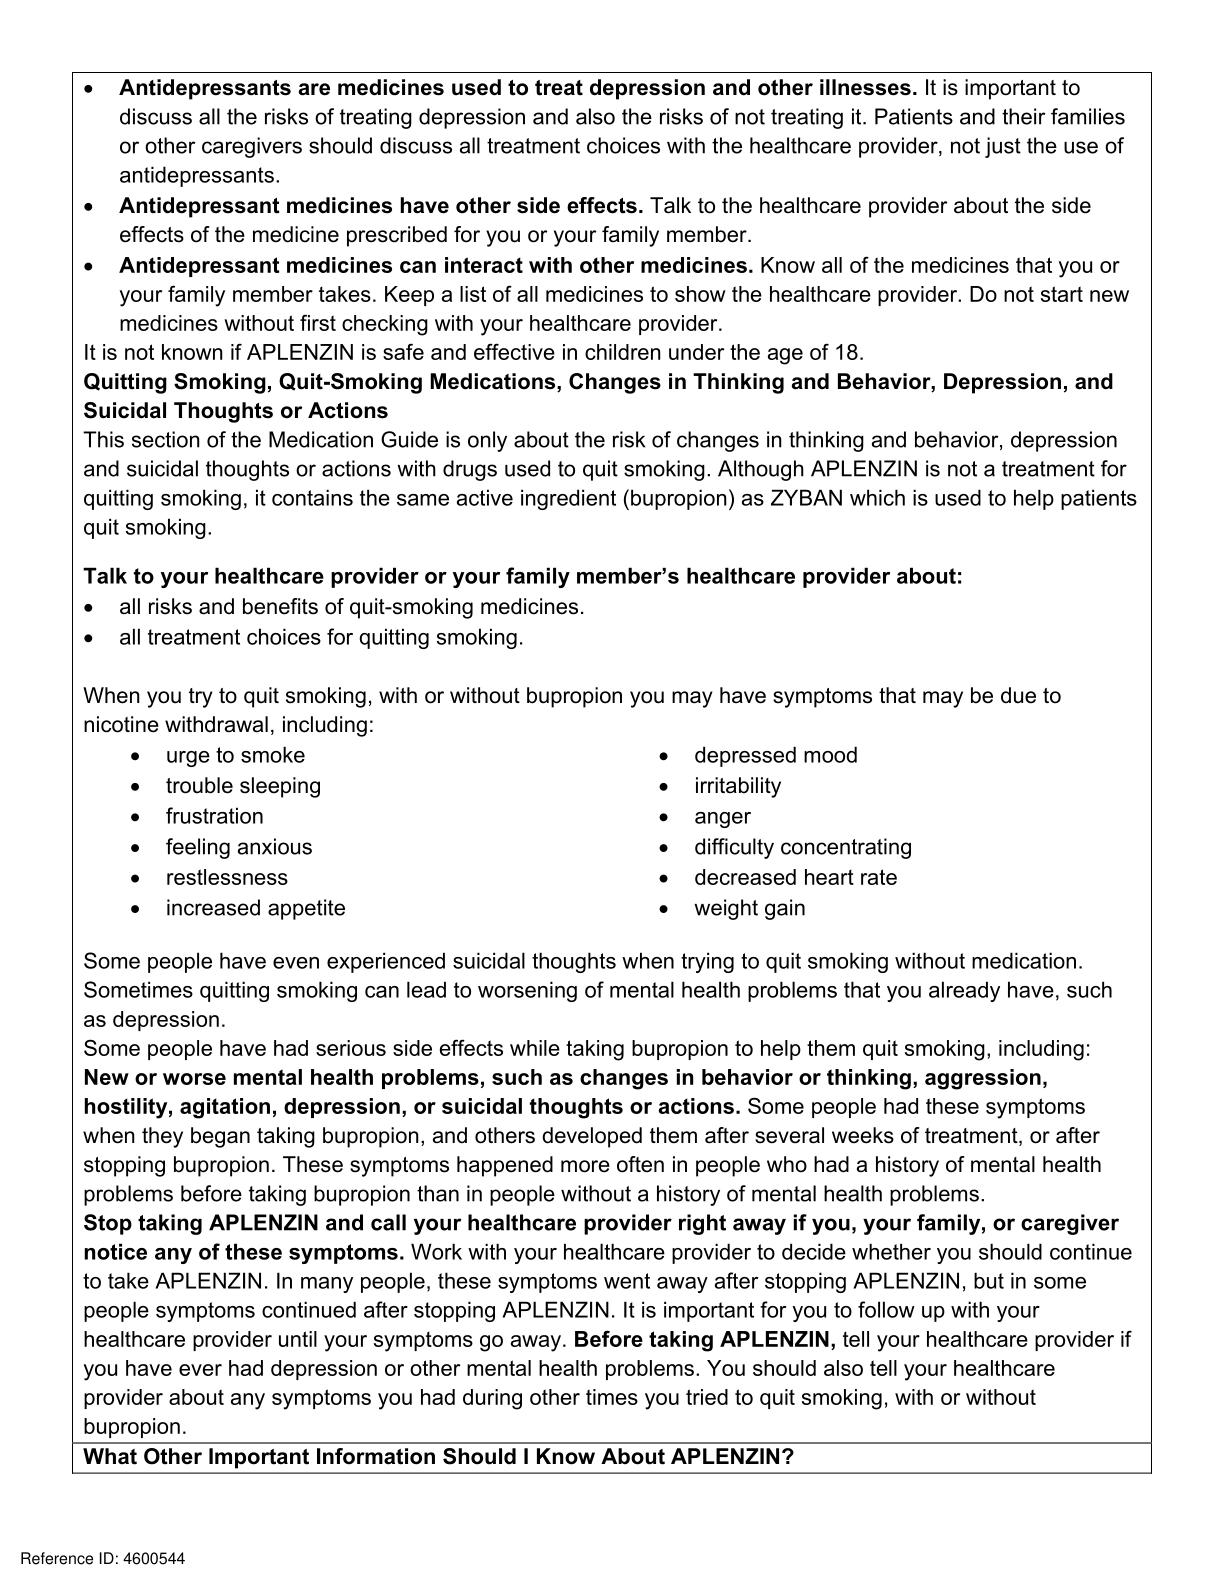 • Antidepressants are medicines used to treat depression and other illnesses. It is important to
discuss all the risks of treating depression and also the risks of not treating it. Patients and their families
or other caregivers should discuss all treatment choices with the healthcare provider, not just the use of
antidepressants.
• Antidepressant medicines have other side effects. Talk to the healthcare provider about the side
effects of the medicine prescribed for you or your family member.
• Antidepressant medicines can interact with other medicines. Know all of the medicines that you or
your family member takes. Keep a list of all medicines to show the healthcare provider. Do not start new
medicines without first checking with your healthcare provider.
It is not known if APLENZIN is safe and effective in children under the age of 18.
Quitting Smoking, Quit-Smoking Medications, Changes in Thinking and Behavior, Depression, and
Suicidal Thoughts or Actions
This section of the Medication Guide is only about the risk of changes in thinking and behavior, depression
and suicidal thoughts or actions with drugs used to quit smoking. Although APLENZIN is not a treatment for
quitting smoking, it contains the same active ingredient (bupropion) as ZYBAN which is used to help patients
quit smoking.
Talk to your healthcare provider or your family member’s healthcare provider about:
• all risks and benefits of quit-smoking medicines.
• all treatment choices for quitting smoking.
When you try to quit smoking, with or without bupropion you may have symptoms that may be due to
nicotine withdrawal, including:
• urge to smoke
• trouble sleeping
• frustration
• feeling anxious
• restlessness
• increased appetite
• depressed mood
• irritability
• anger
• difficulty concentrating
• decreased heart rate
• weight gain
Some people have even experienced suicidal thoughts when trying to quit smoking without medication.
Sometimes quitting smoking can lead to worsening of mental health problems that you already have, such
as depression.
Some people have had serious side effects while taking bupropion to help them quit smoking, including:
New or worse mental health problems, such as changes in behavior or thinking, aggression,
hostility, agitation, depression, or suicidal thoughts or actions. Some people had these symptoms
when they began taking bupropion, and others developed them after several weeks of treatment, or after
stopping bupropion. These symptoms happened more often in people who had a history of mental health
problems before taking bupropion than in people without a history of mental health problems.
Stop taking APLENZIN and call your healthcare provider right away if you, your family, or caregiver
notice any of these symptoms. Work with your healthcare provider to decide whether you should continue
to take APLENZIN. In many people, these symptoms went away after stopping APLENZIN, but in some
people symptoms continued after stopping APLENZIN. It is important for you to follow up with your
healthcare provider until your symptoms go away. Before taking APLENZIN, tell your healthcare provider if
you have ever had depression or other mental health problems. You should also tell your healthcare
provider about any symptoms you had during other times you tried to quit smoking, with or without
bupropion.
What Other Important Information Should I Know About APLENZIN?
Reference ID: 4600544